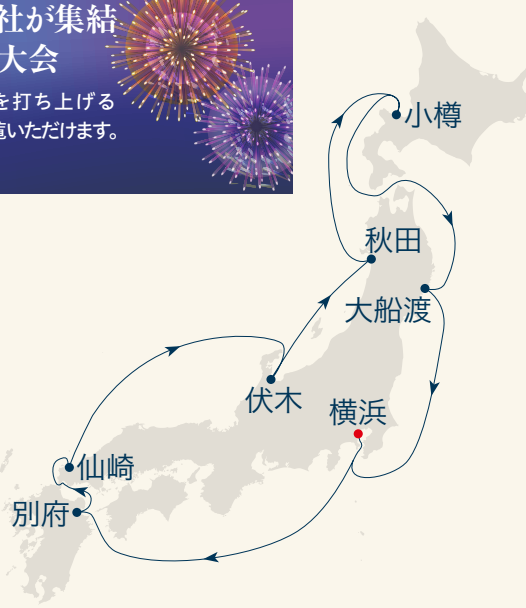 社が集結
大会
を打ち上げる
覧いただけます。
小樽
秋田
大船渡
伏木
横浜
仙崎
別府